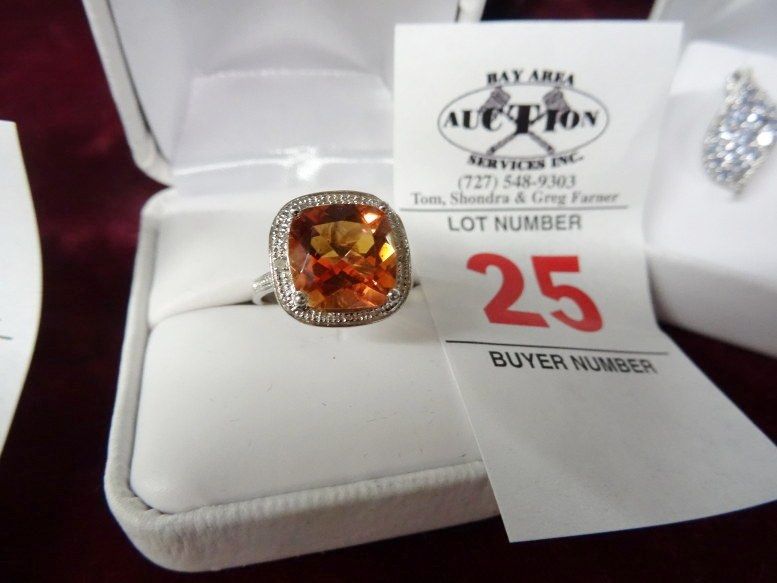 BAY AREA
AUCTION
SERVICES INC.
(727) 548-9303
Tom, Shondra & Greg Farner
LOT NUMBER
25
BUYER NUMBER